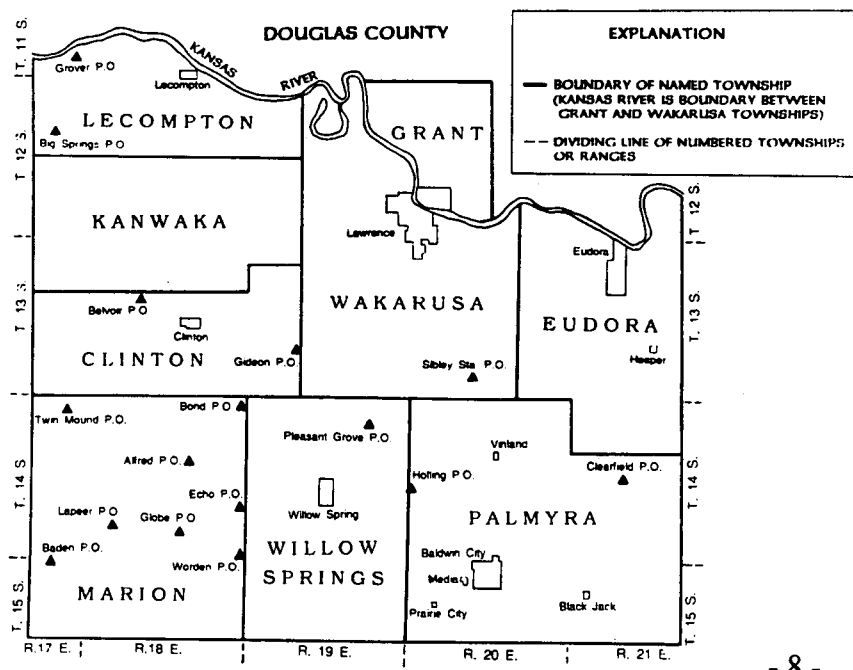 DOUGLAS COUNTY
EXPLANATION
BOUNDARY OF NAMED TOWNSHIP
(KANSAS RIVER IS BOUNDARY BETWEEN
GRANT AND WAKARUSA TOWNSHIPS)
DIVIDING LINE OF NUMBERED TOWNSHIPS
OR RANGES
T. 11 S.
Grover P.O.
KANSAS
RIVER
Lecompton
LECOMPTON
Big Springs P O
GRANT
T 12 S.
T 12 S.
KANWAKA
Lawrence
Eudora
T. 13 S.
Belvoir P.O
Clinton
CLINTON
Gideon P.O.
WAKARUSA
Sibley Sta P.O.
EUDORA
Hesper
T. 13 S.
Twin Mound P.O.
Bond P.O
Pleasant Grove P.O.
Vinland
Clearfield P.O.
T. 14 S.
Alfred P.O.
Echo P.O.
Holling P.O.
T. 14 S.
Lapeer P O
Globe P O
Willow Spring
PALMYRA
Baden P.O.
Worden P.O.
WILLOW
SPRINGS
Baldwin City
Media
MARION
Prairie City
Black Jack
T. 15 S.
T. 15 S.
R.17 E.
R.18 E.
R. 19 E.
R. 20 E.
R. 21 E.
- 8 -